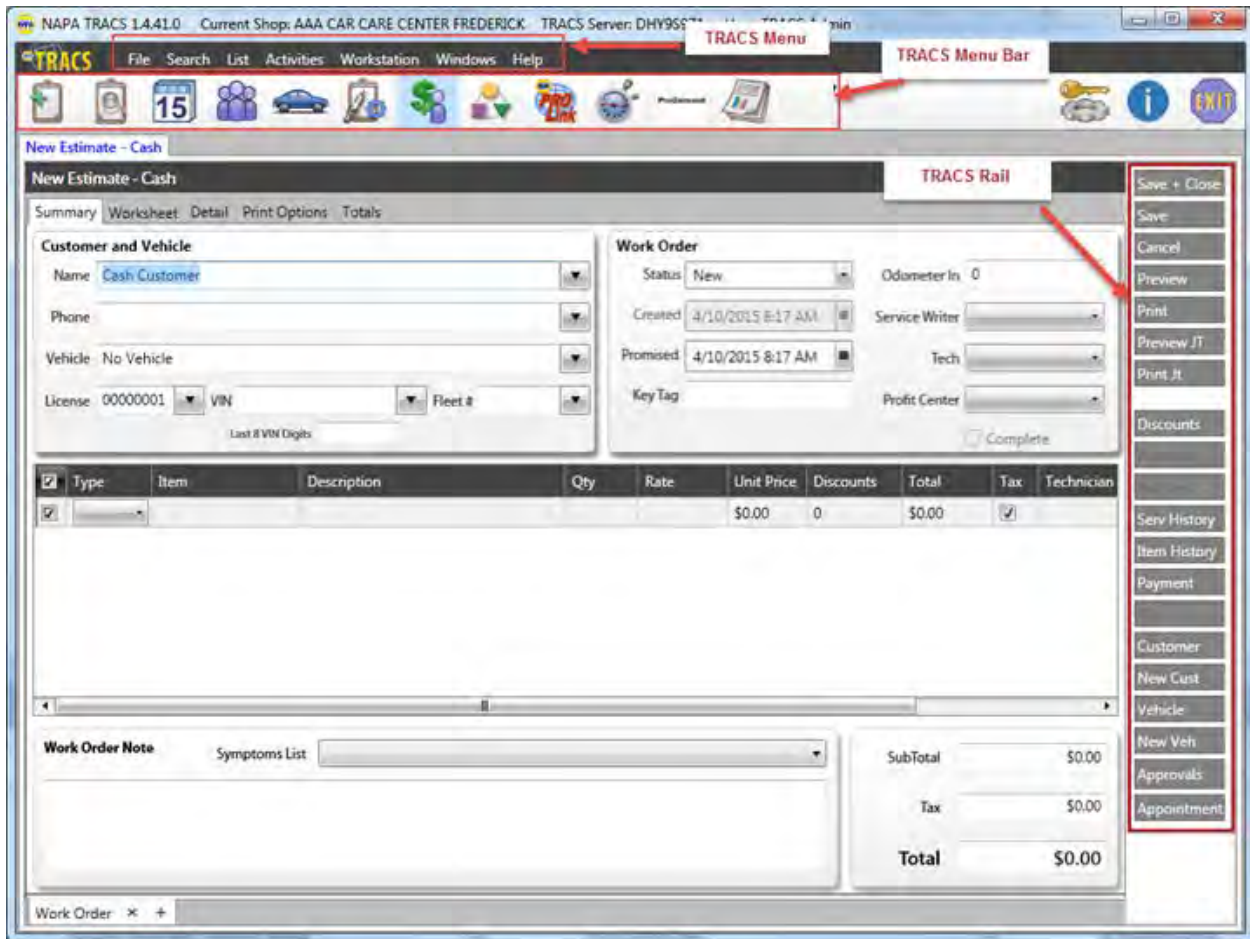 NAPA TRACS 1.4.41.0 Current Shop: AAA CAR CARE CENTER FREDERICK TRACS Server:
TRACS Menu
TRACS File Search List Activities Workstation Windows Help
TRACS Menu Bar
15 PRO Link i EXIT
New Estimate - Cash
New Estimate - Cash
TRACS Rail
Summary Worksheet Detail Print Options Totals
Customer and Vehicle
Name Cash Customer
Phone
Vehicle No Vehicle
License 00000001 VIN Fleet #
Last 8 VIN Digits
Work Order
Status New Odometer In 0
Created 4/10/2015 8:17 AM Service Writer
Promised 4/10/2015 8:17 AM Tech
Key Tag Profit Center
Complete
Type Item Description Qty Rate Unit Price Discounts Total Tax Technician
$0.00 0 $0.00
Work Order Note Symptoms List
SubTotal $0.00
Tax $0.00
Total $0.00
Work Order × +
Save + Close
Save
Cancel
Preview
Print
Preview JT
Print Jt
Discounts
Serv History
Item History
Payment
Customer
New Cust
Vehicle
New Veh
Approvals
Appointment